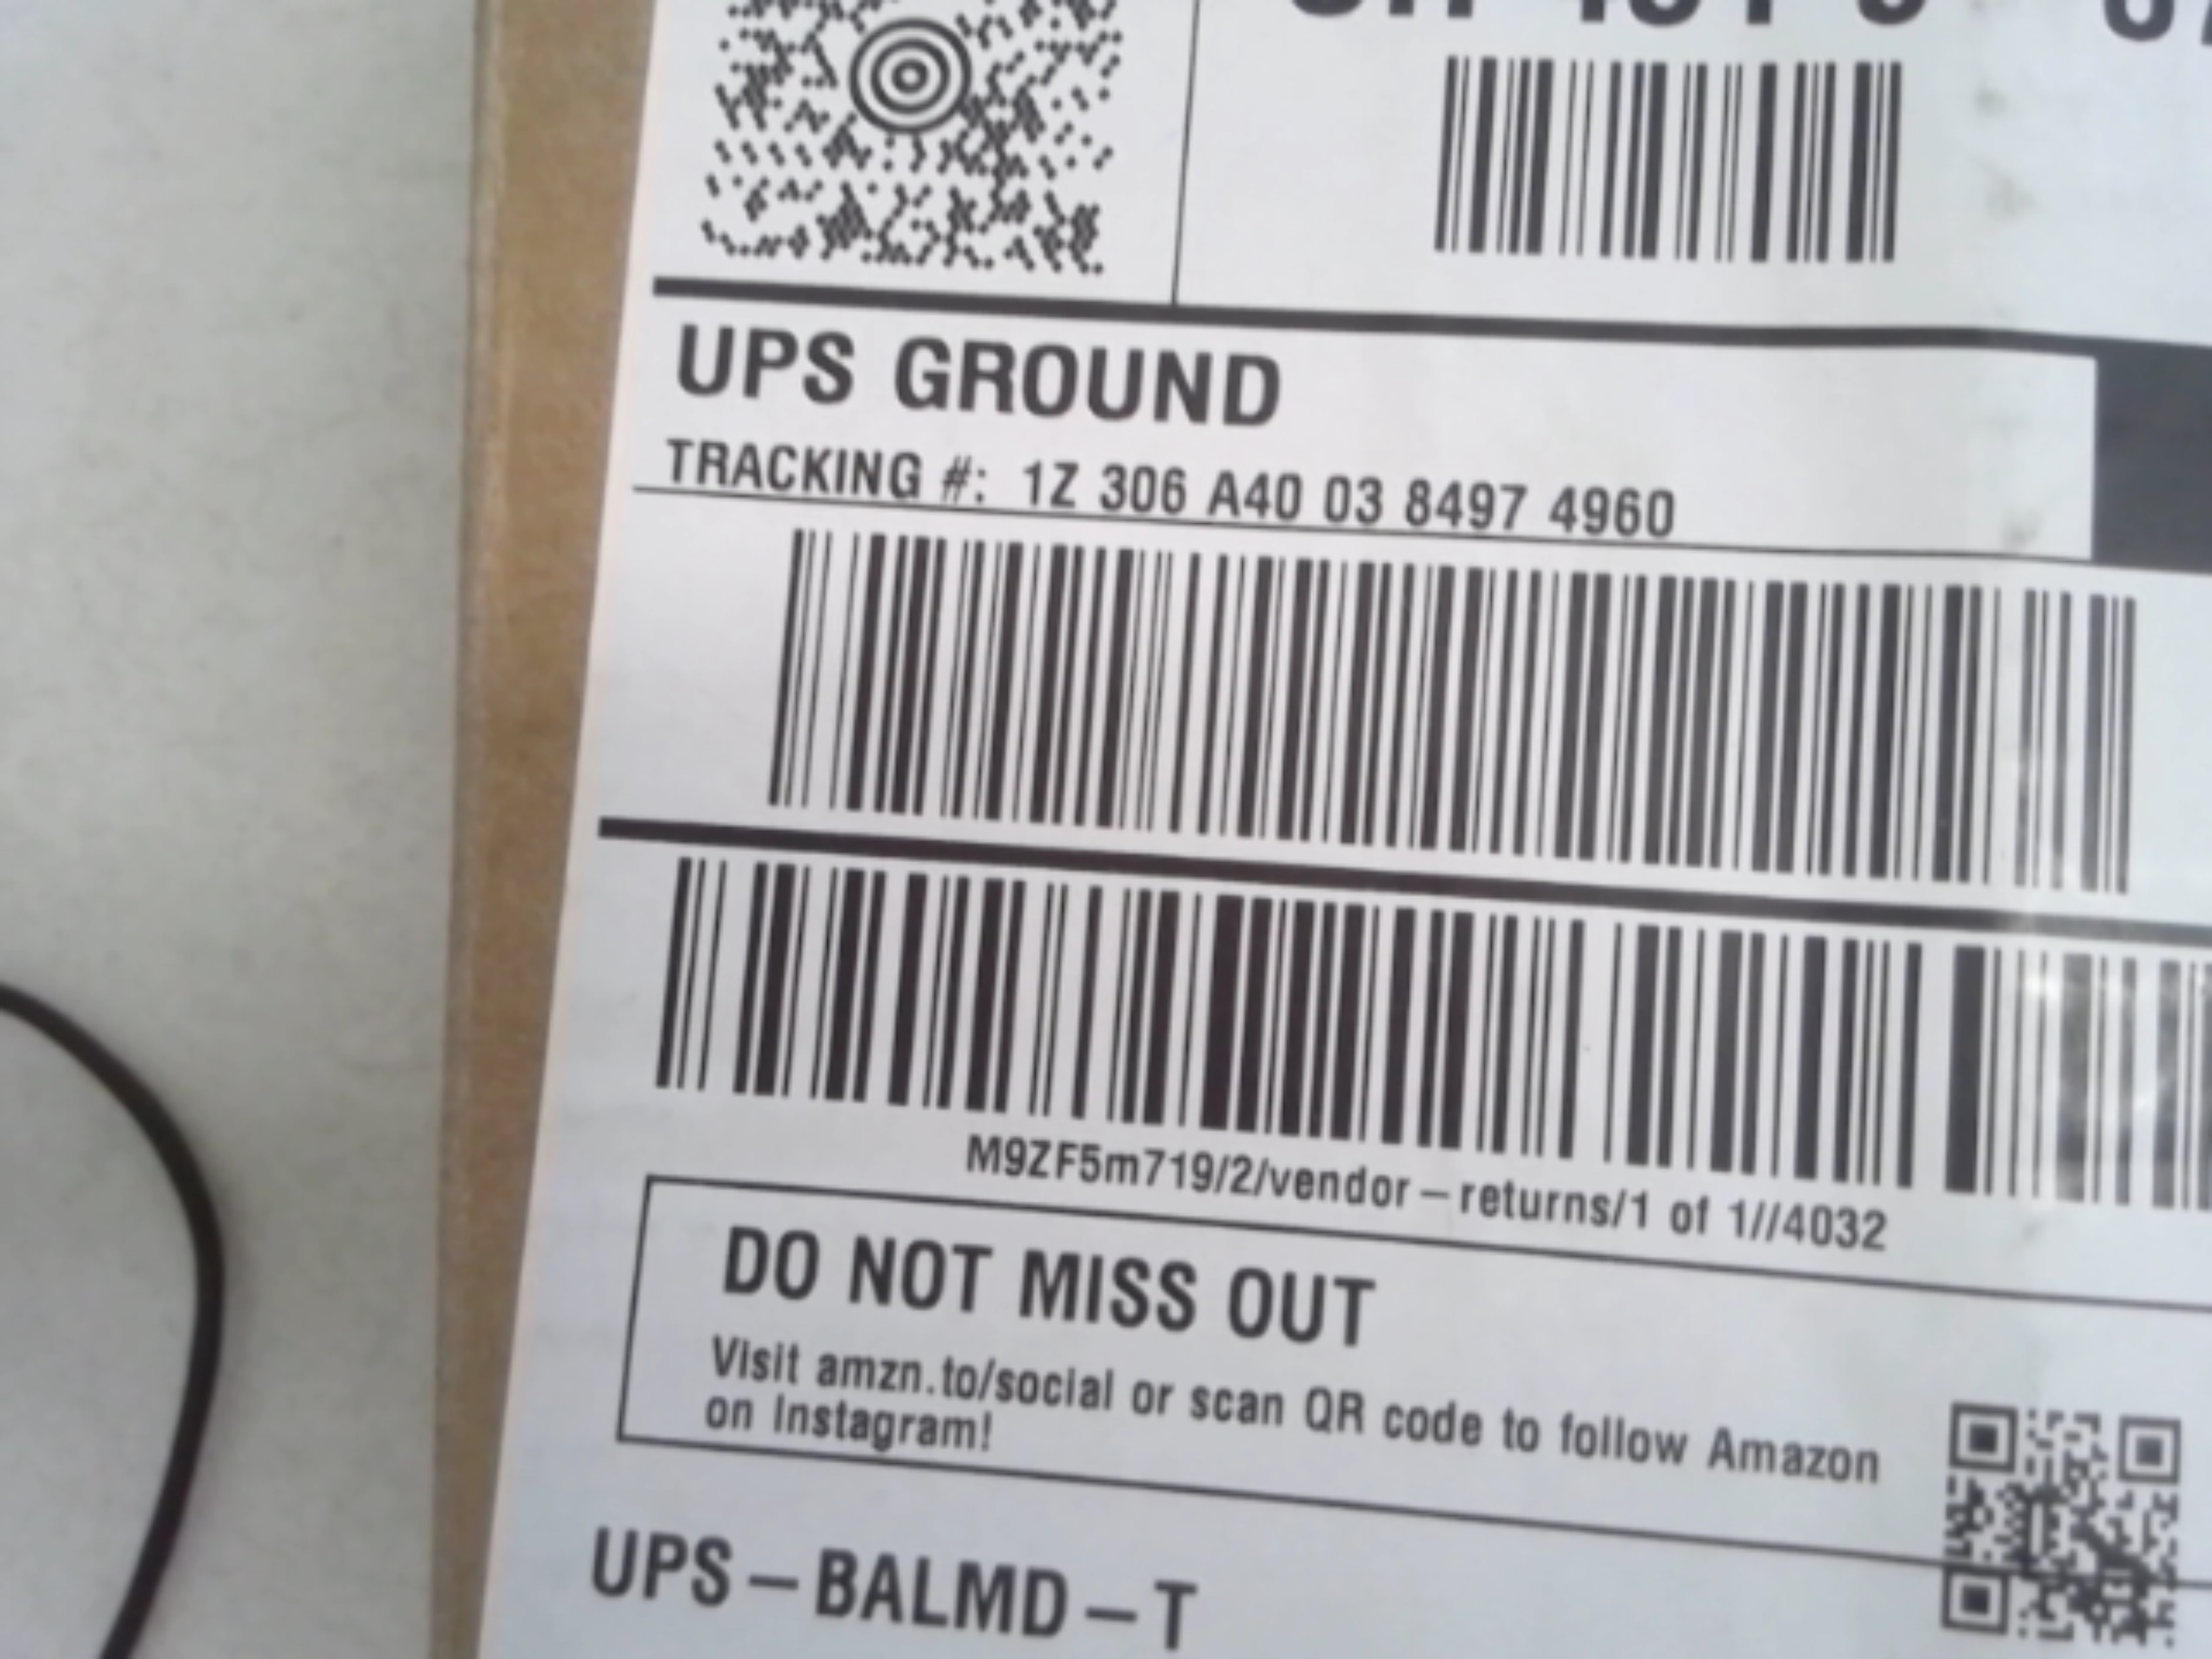 UPS GROUND
TRACKING #: 1Z 306 A40 03 8497 4960
M9ZF5m719/2/vendor-returns/1 of 1//4032
DO NOT MISS OUT
Visit amzn.to/social or scan QR code to follow Amazon
on Instagram!
UPS-BALMD-T